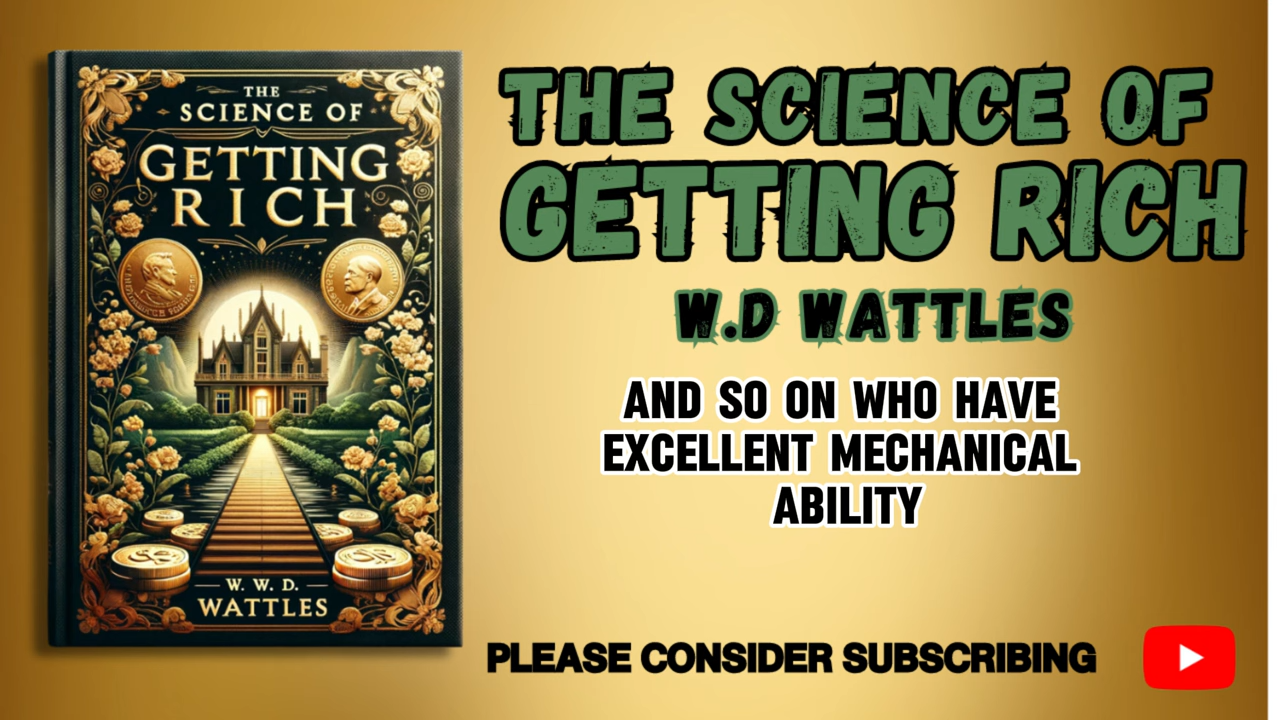 THE
SCIENCE OF
GETTING
RICH
W. W. D.
WATTLES
THE SCIENCE OF
GETTING RICH
W.D WATTLES
AND SO ON WHO HAVE
EXCELLENT MECHANICAL
ABILITY
PLEASE CONSIDER SUBSCRIBING